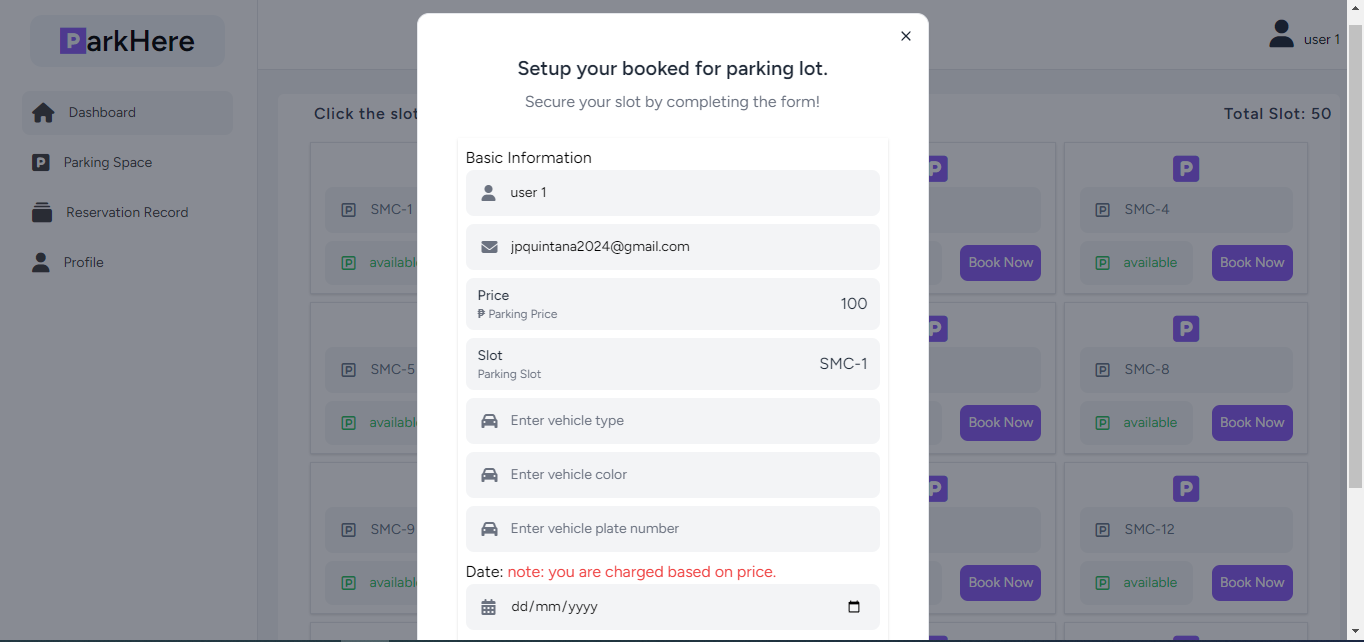 ParkHere
user 1
Dashboard
Parking Space
Reservation Record
Profile
Click the slot
Total Slot: 50
P
P
SMC-1
SMC-4
available
Book Now
available
Book Now
P
P
SMC-5
SMC-8
available
Book Now
available
Book Now
P
P
SMC-9
SMC-12
available
Book Now
available
Book Now
Setup your booked for parking lot.
Secure your slot by completing the form!
Basic Information
user 1
jpquintana2024@gmail.com
Price
₱ Parking Price
100
Slot
Parking Slot
SMC-1
Enter vehicle type
Enter vehicle color
Enter vehicle plate number
Date: note: you are charged based on price.
dd/mm/yyyy